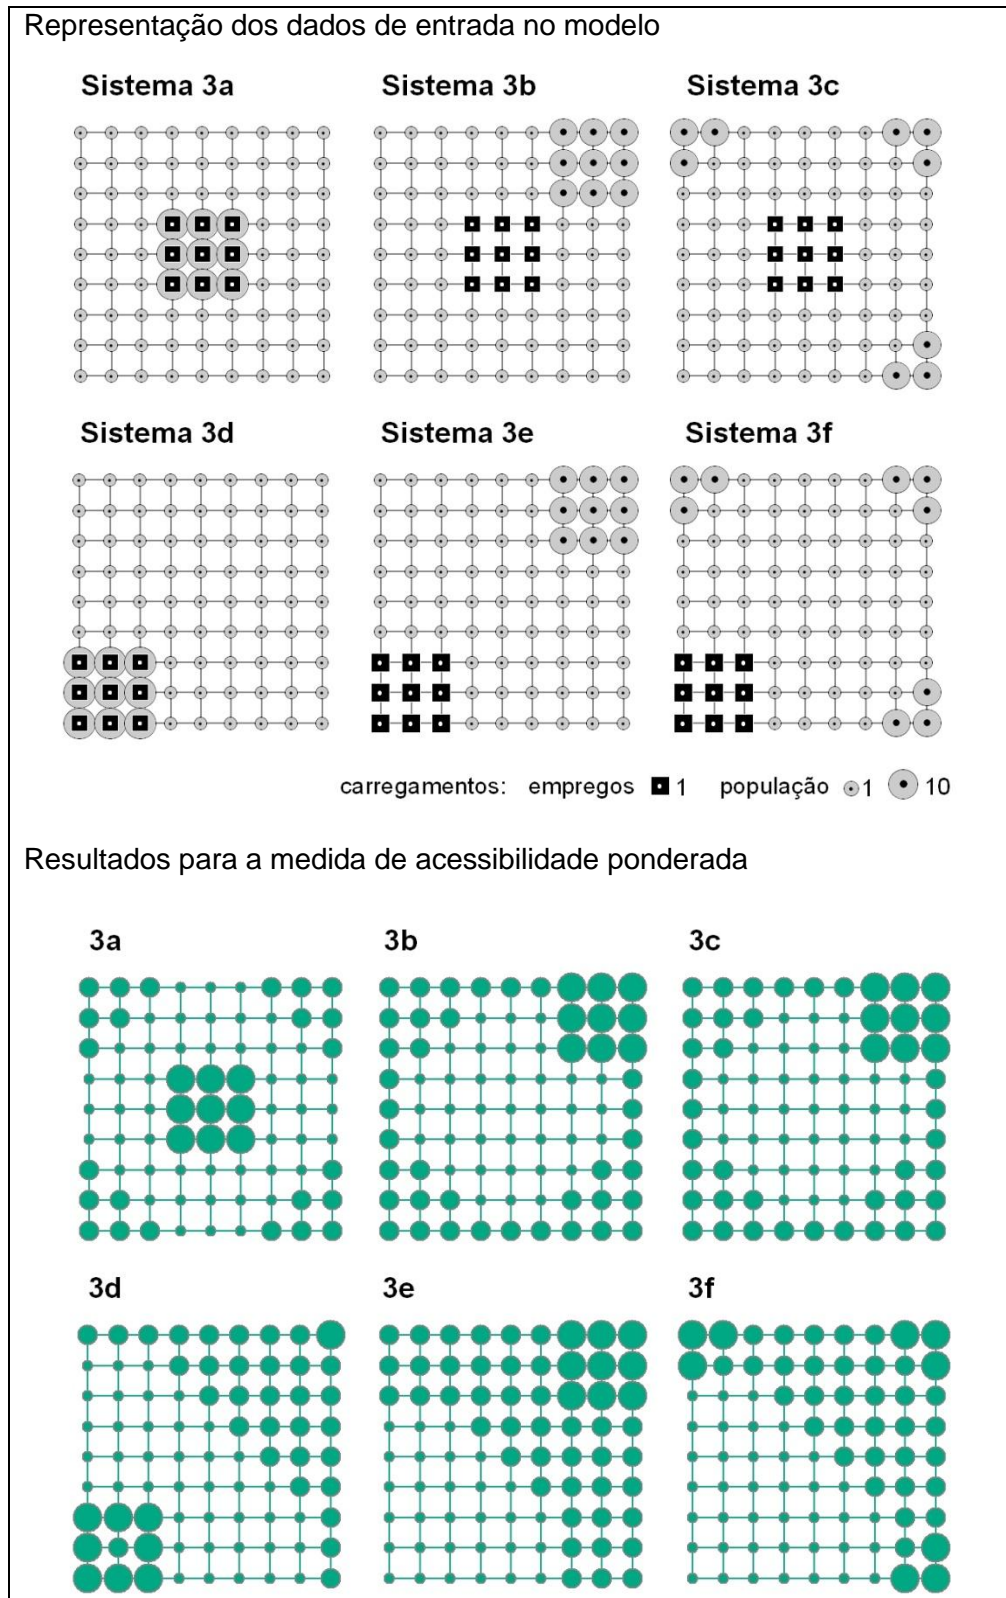 Representação dos dados de entrada no modelo
Sistema 3a Sistema 3b Sistema 3c
Sistema 3d Sistema 3e Sistema 3f
carregamentos: empregos 1 população 1 10
Resultados para a medida de acessibilidade ponderada
3a 3b 3c
3d 3e 3f